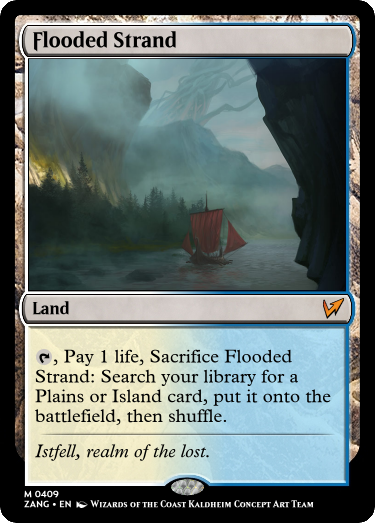 Flooded Strand
Land
, Pay 1 life, Sacrifice Flooded
Strand: Search your library for a
Plains or Island card, put it onto the
battlefield, then shuffle.
Istfell, realm of the lost.
M 0409
ZANG • EN Wizards of the Coast Kaldheim Concept Art Team